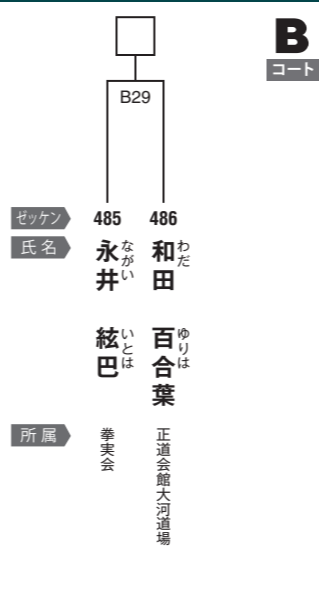 B
コート
B29
ゼッケン
485
486
氏名
永井 絃巴
ながい いとは
和田 百合葉
わだ ゆりは
所属
拳実会
正道会館大河道場